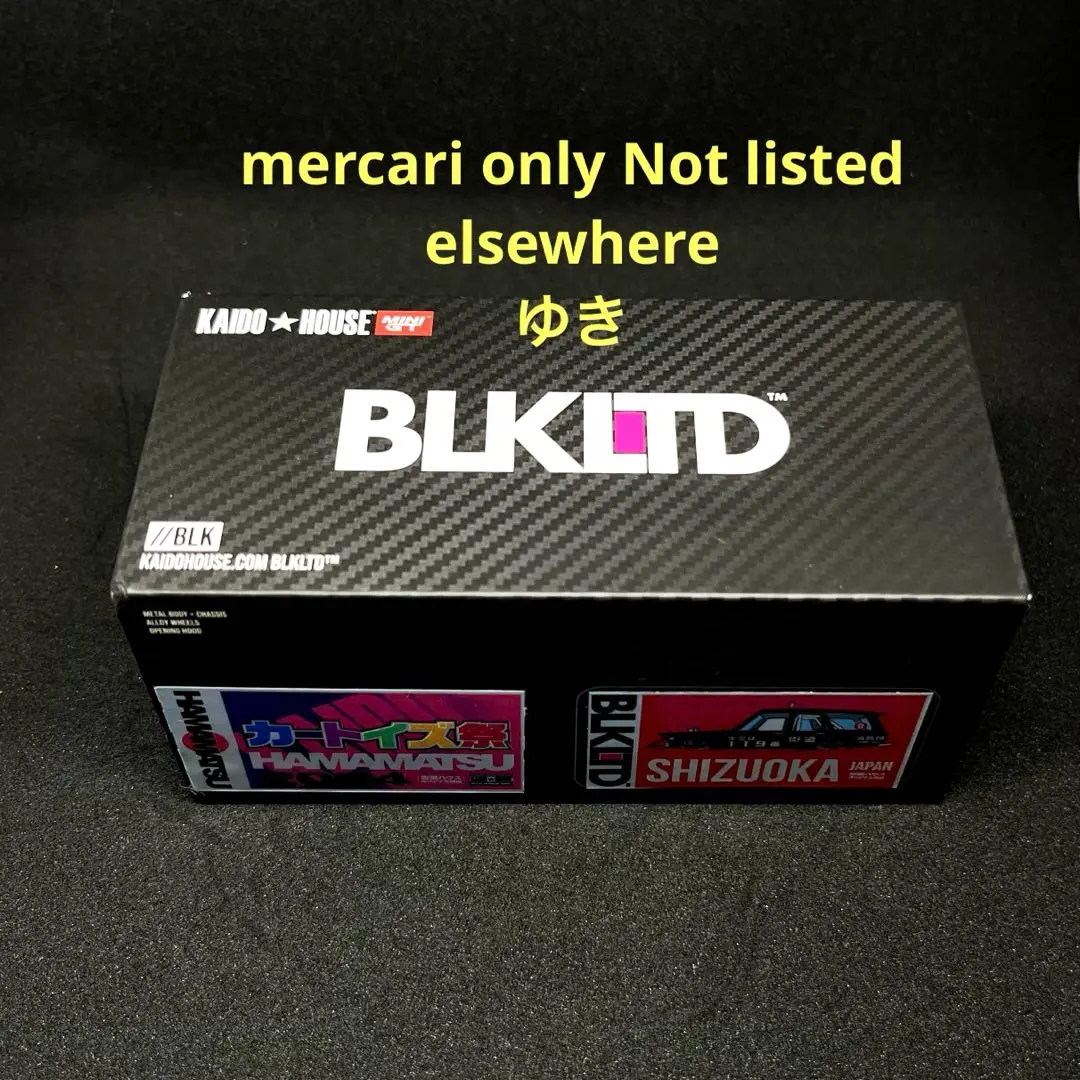 mercari only Not listed
elsewhere
ゆき
KAIDO★HOUSE MINI GT
BLKLTD™
//BLK
KAIDOHOUSE.COM BLKLTD™
METAL BODY + CHASSIS
ALLOY WHEELS
OPENING HOOD
HAMAMATSU
カートイズ祭
HAMAMATSU
BLKLTD
119
SHIZUOKA JAPAN